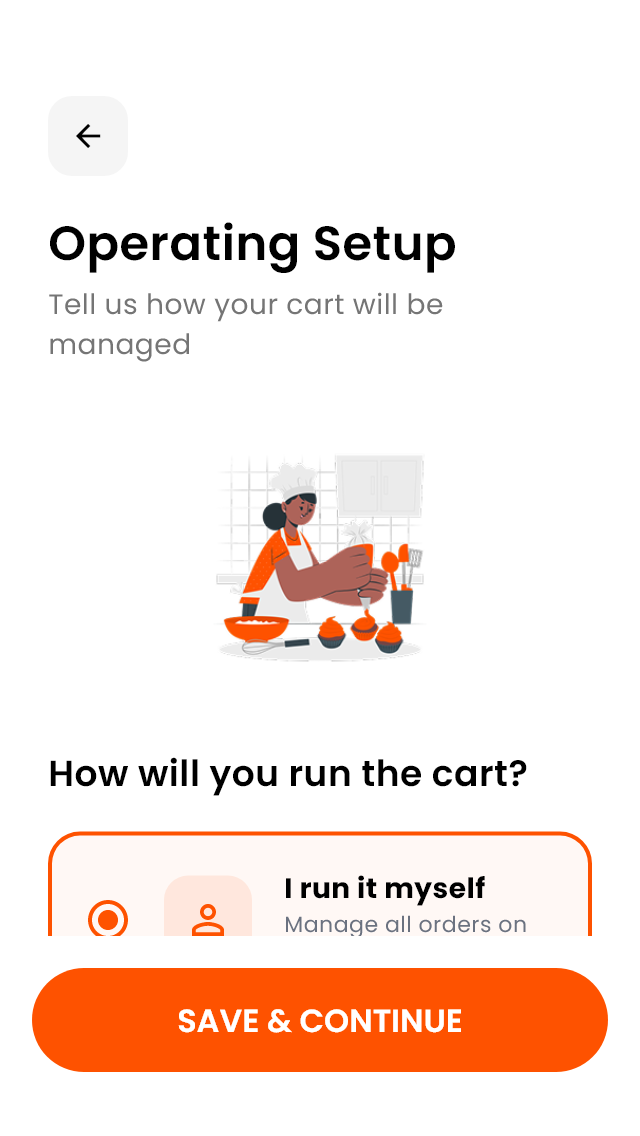 Operating Setup
Tell us how your cart will be
managed
How will you run the cart?
I run it myself
Manage all orders on
SAVE & CONTINUE